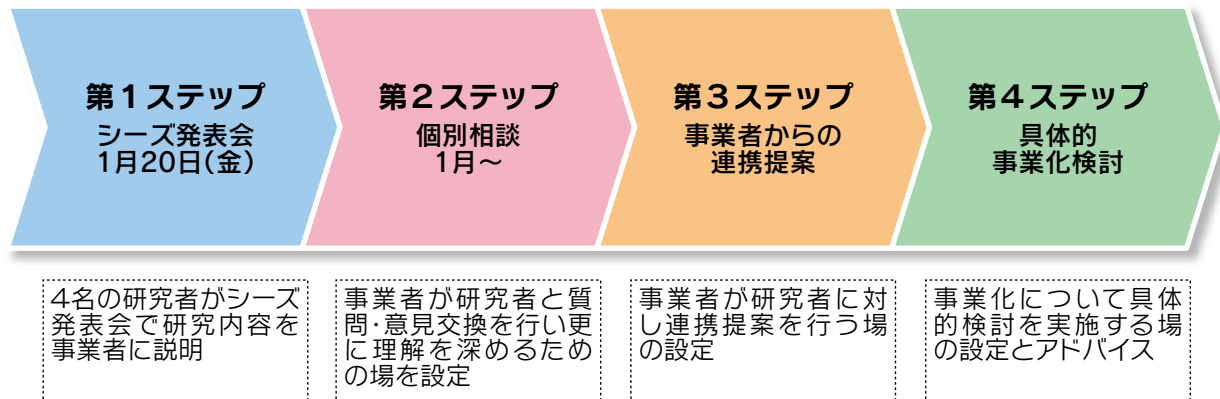 第1ステップ
シーズ発表会
1月20日(金)
第2ステップ
個別相談
1月～
第3ステップ
事業者からの
連携提案
第4ステップ
具体的
事業化検討
4名の研究者がシーズ
発表会で研究内容を
事業者に説明
事業者が研究者と質
問・意見交換を行い更
に理解を深めるため
の場を設定
事業者が研究者に対
し連携提案を行う場
の設定
事業化について具体
的検討を実施する場
の設定とアドバイス